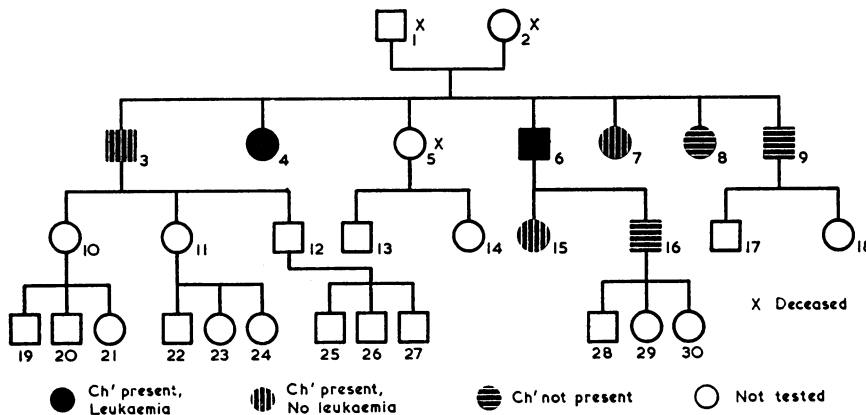 X X
1 2
X
3 4 5 6 7 8 9
10 11 12 13 14 15 16 17 18
X Deceased
19 20 21 22 23 24 25 26 27 28 29 30
Ch' present, Leukaemia
Ch' present, No leukaemia
Ch' not present
Not tested